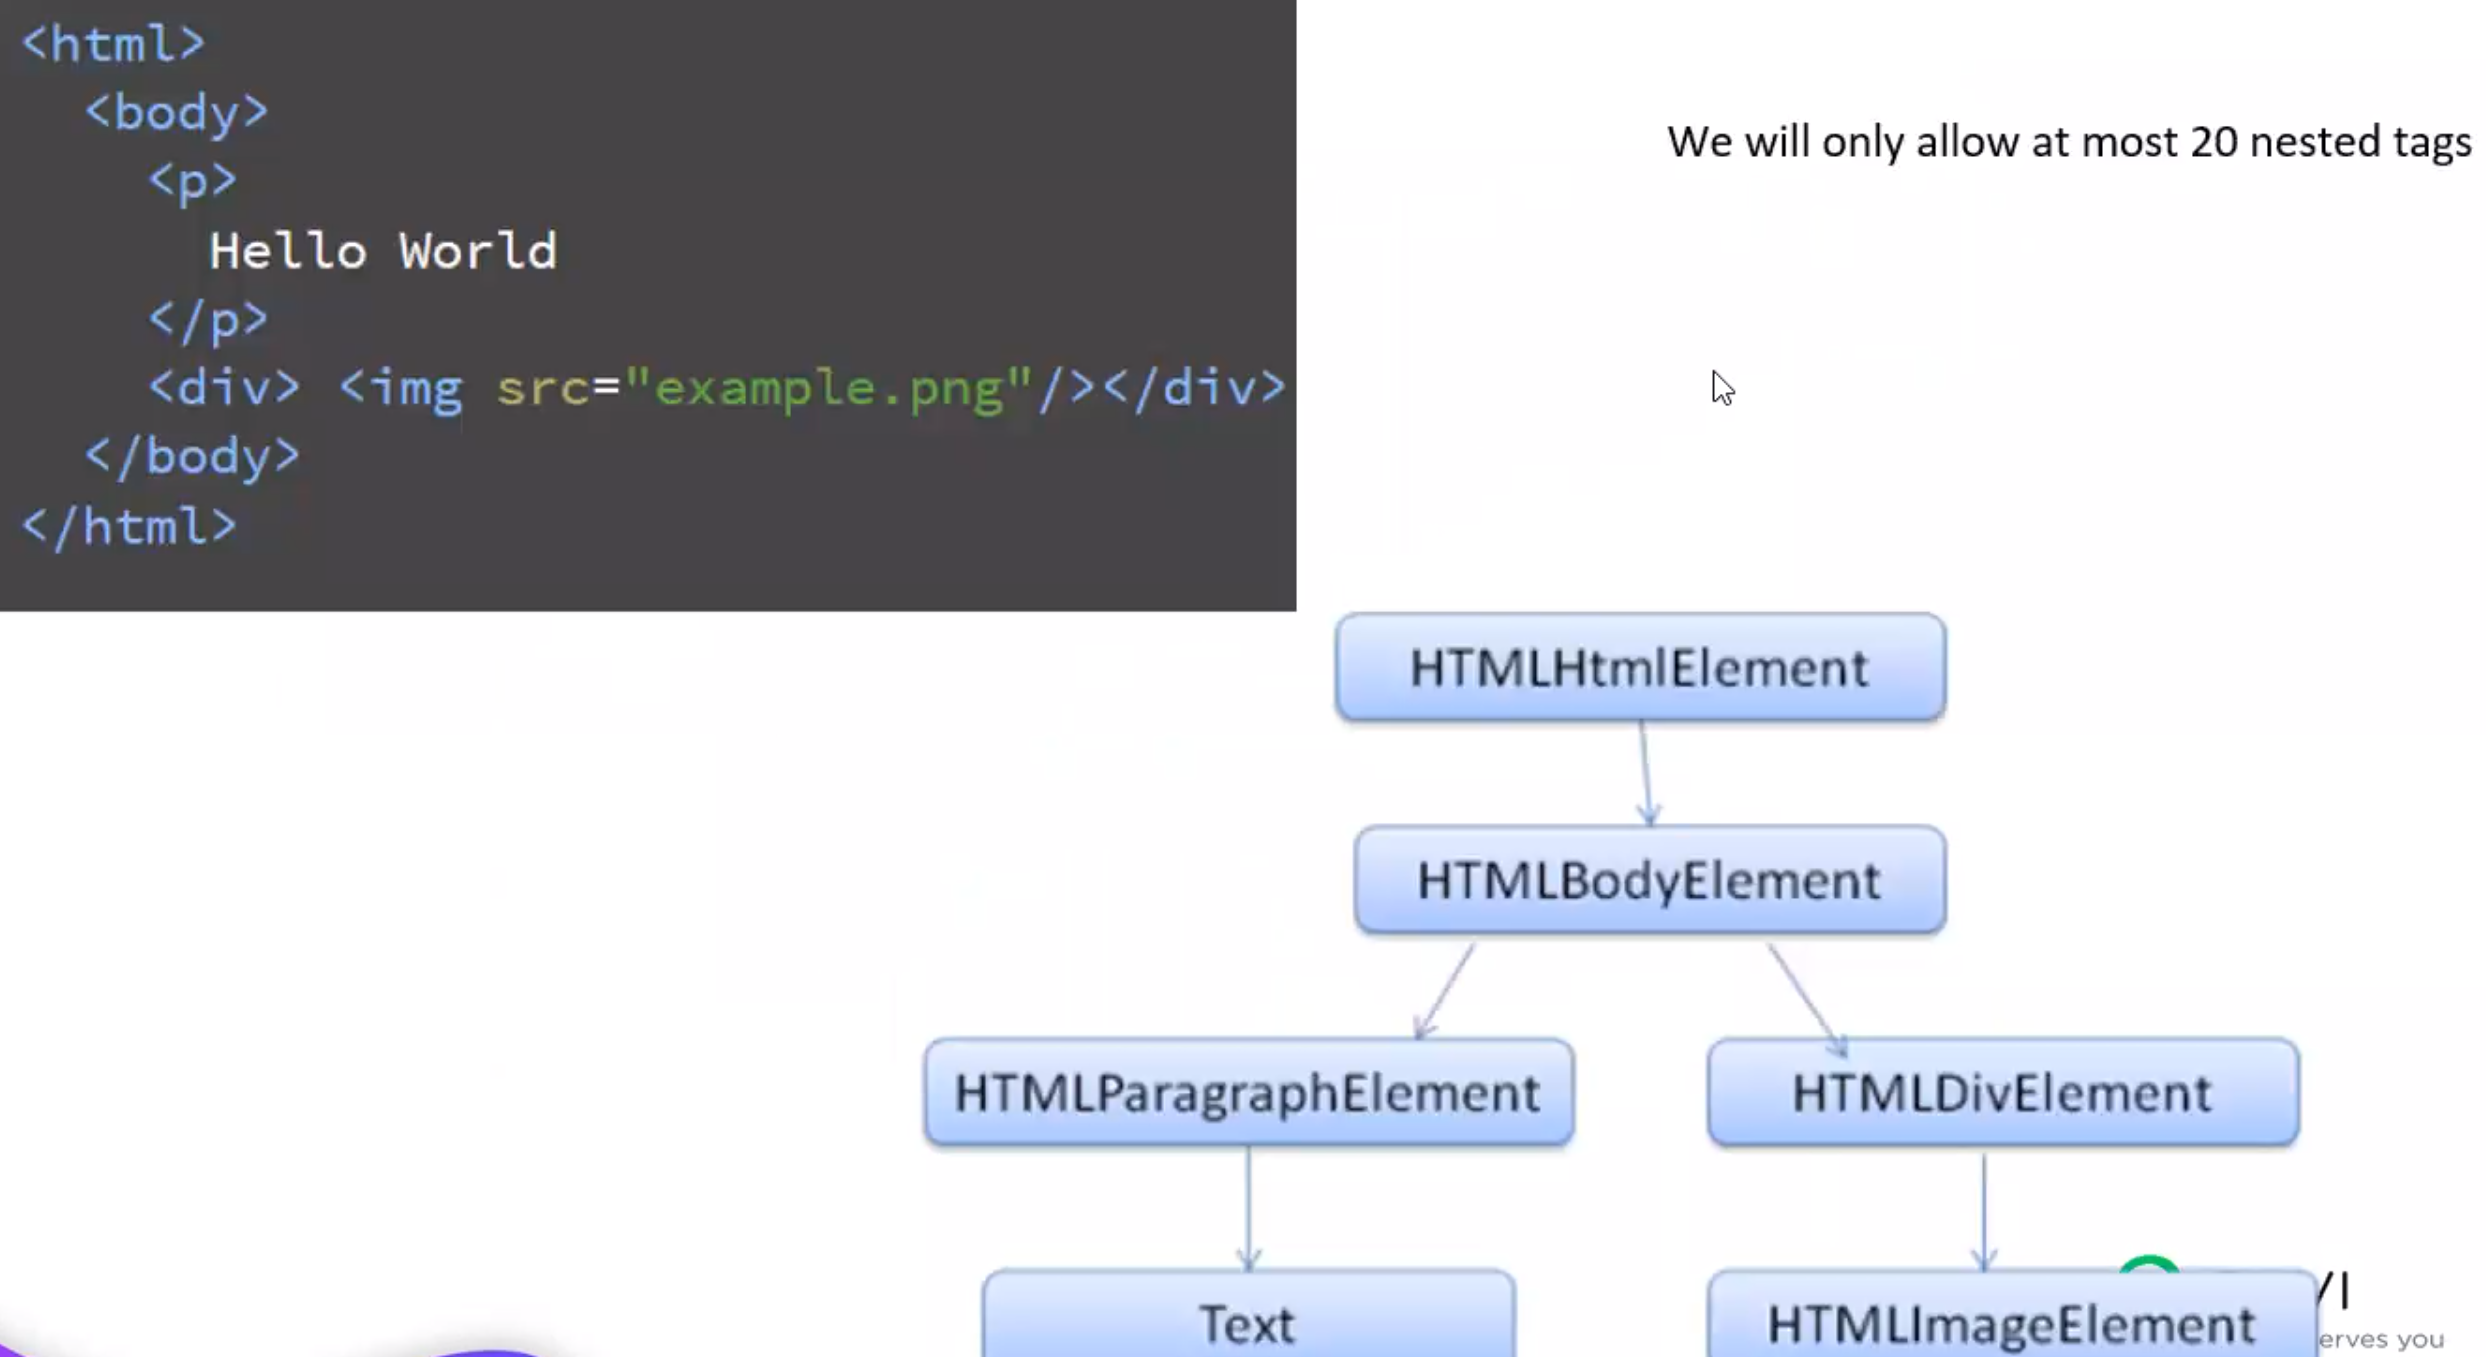 <html>
<body>
<p>
Hello World
</p>
<div> <img src="example.png"/></div>
</body>
</html>
We will only allow at most 20 nested tags
HTMLHtmlElement
HTMLBodyElement
HTMLParagraphElement
HTMLDivElement
Text
HTMLImageElement
erves you